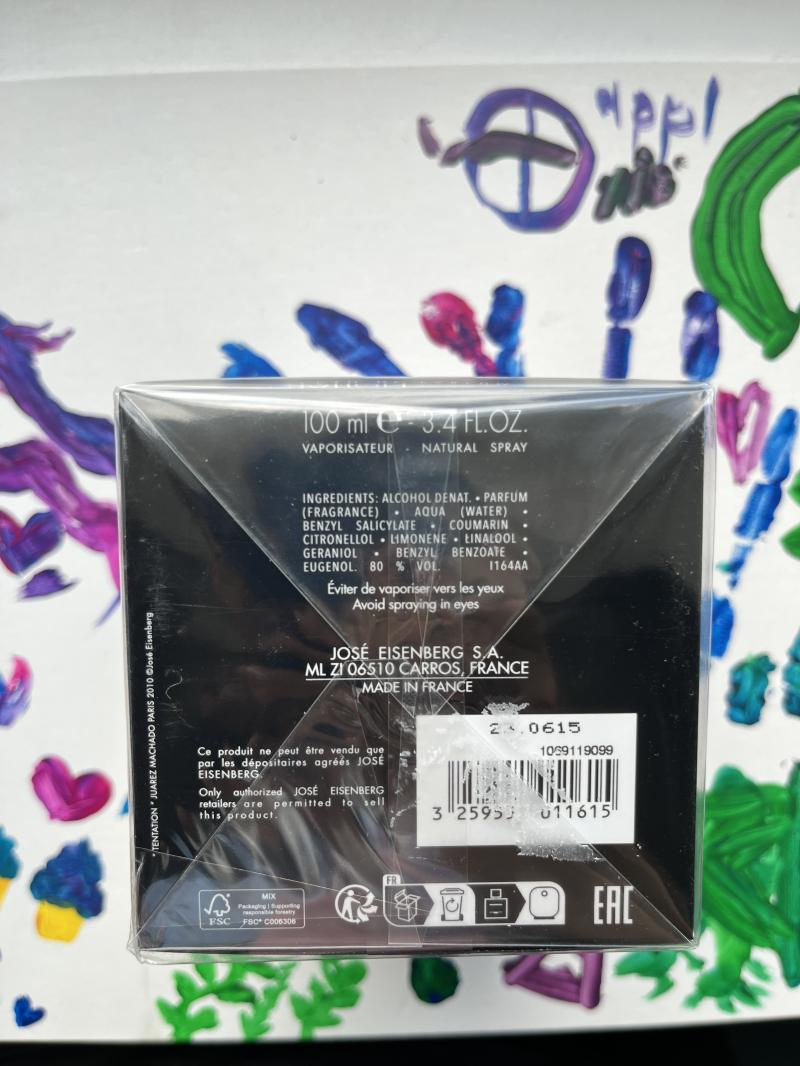 100 ml e - 3.4 FL.OZ.
VAPORISATEUR - NATURAL SPRAY
INGREDIENTS: ALCOHOL DENAT. • PARFUM
(FRAGRANCE) • AQUA (WATER) •
BENZYL SALICYLATE • COUMARIN •
CITRONELLOL • LIMONENE • LINALOOL •
GERANIOL • BENZYL BENZOATE •
EUGENOL. 80 % VOL. I164AA
Éviter de vaporiser vers les yeux
Avoid spraying in eyes
JOSÉ EISENBERG S.A.
ML ZI 06510 CARROS, FRANCE
MADE IN FRANCE
"TENTATION" JUAREZ MACHADO PARIS 2010 ©José Eisenberg
Ce produit ne peut être vendu que
par les dépositaires agréés JOSÉ
EISENBERG.
Only authorized JOSÉ EISENBERG
retailers are permitted to sell
this product.
0615
1069119099
3 011615
FSC
MIX
Packaging | Supporting
responsible forestry
FSC® C006306
FR
EAC